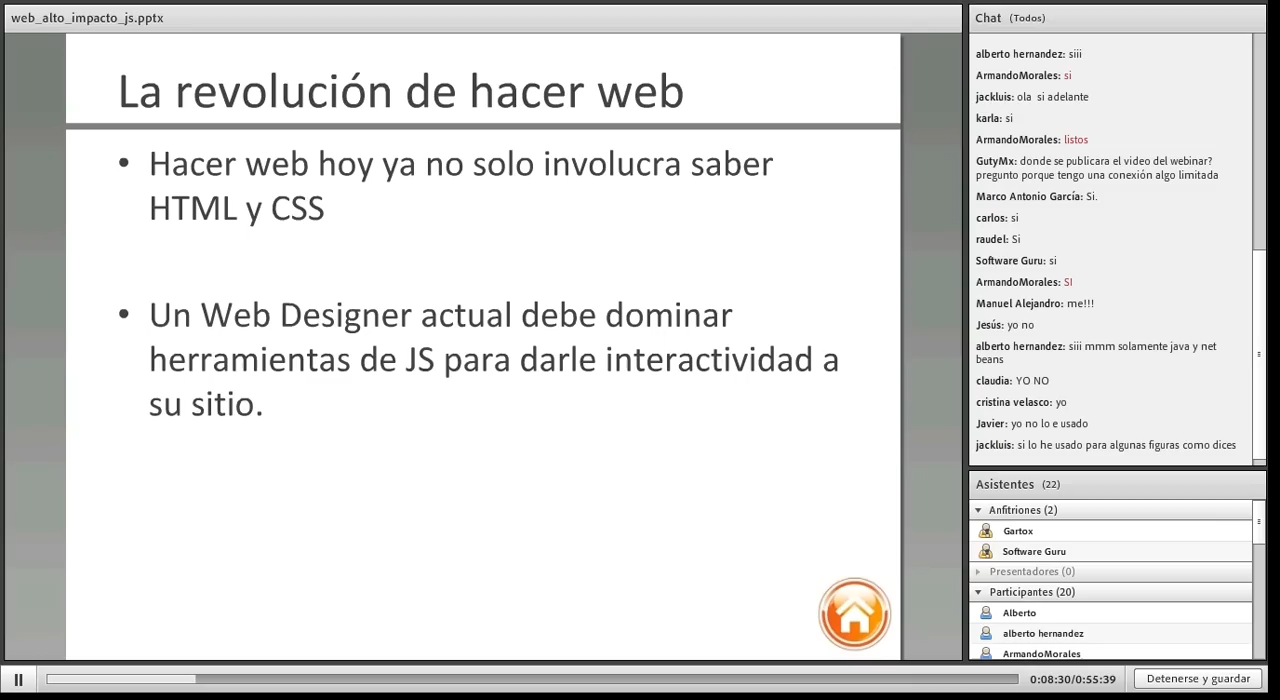 web_alto_impacto_js.pptx
La revolución de hacer web
• Hacer web hoy ya no solo involucra saber
HTML y CSS
• Un Web Designer actual debe dominar
herramientas de JS para darle interactividad a
su sitio.
Chat (Todos)
alberto hernandez: siii
ArmandoMorales: si
jackluis: ola si adelante
karla: si
ArmandoMorales: listos
GutyMx: donde se publicara el video del webinar?
pregunto porque tengo una conexión algo limitada
Marco Antonio García: Si.
carlos: si
raudel: Si
Software Guru: si
ArmandoMorales: SI
Manuel Alejandro: me!!!
Jesús: yo no
alberto hernandez: siii mmm solamente java y net
beans
claudia: YO NO
cristina velasco: yo
Javier: yo no lo e usado
jackluis: si lo he usado para algunas figuras como dices
Asistentes (22)
Anfitriones (2)
Gartox
Software Guru
Presentadores (0)
Participantes (20)
Alberto
alberto hernandez
ArmandoMorales
0:08:30/0:55:39
Detenerse y guardar